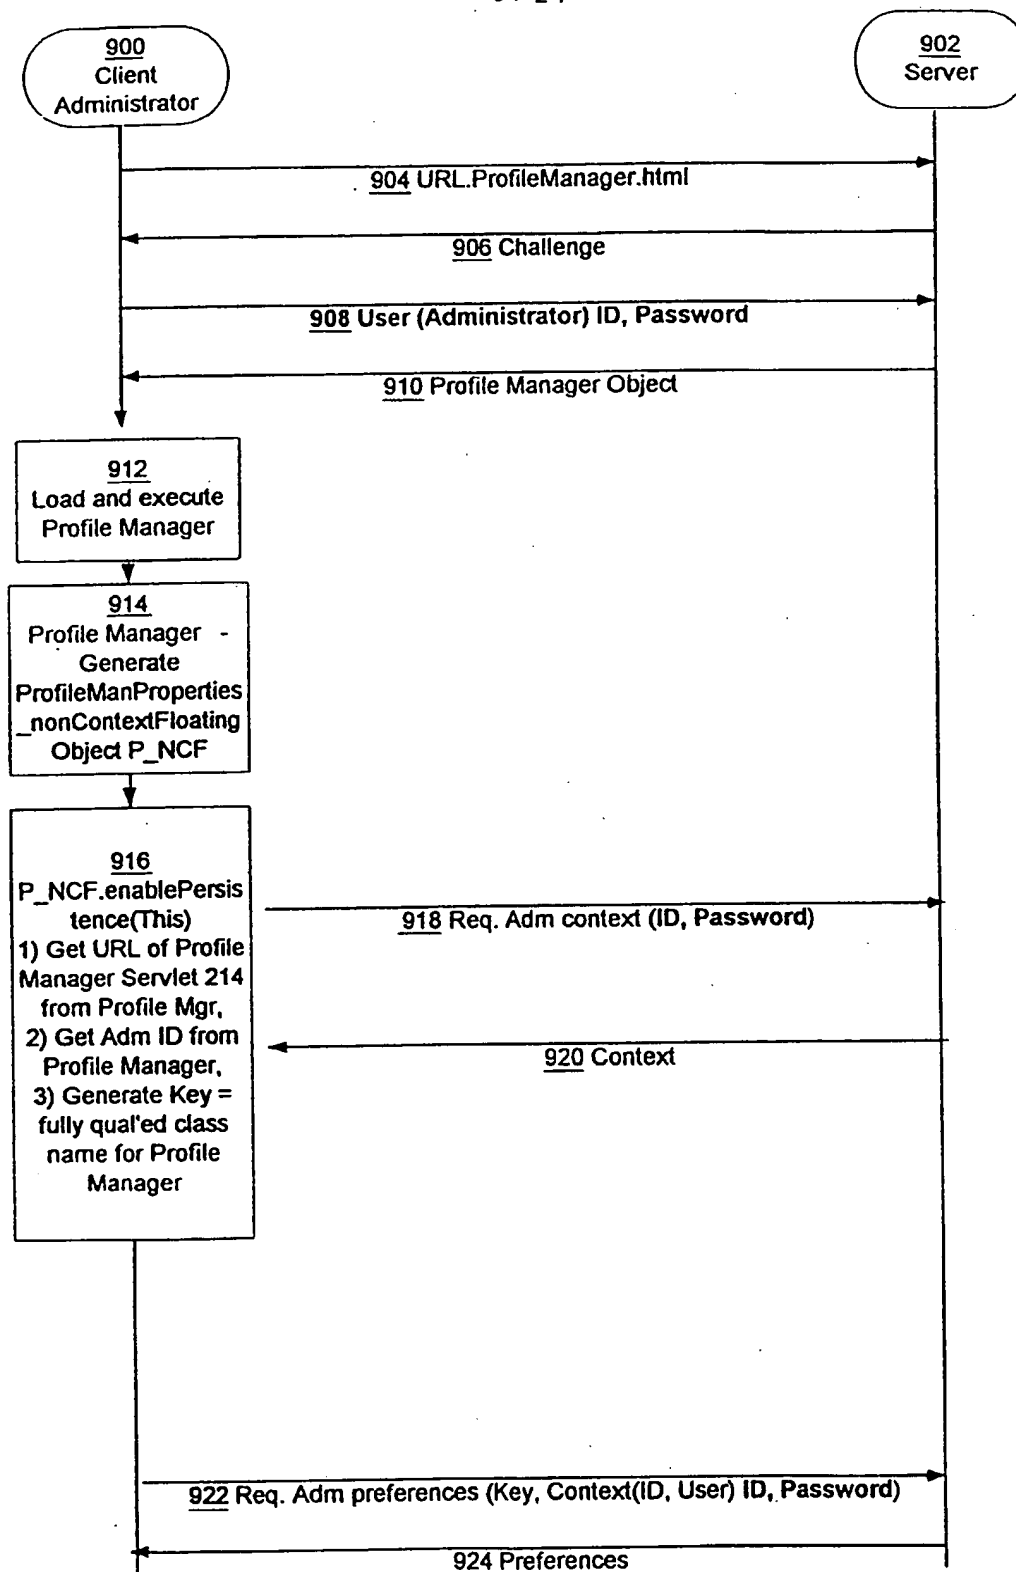 900
Client
Administrator
902
Server
904 URL.ProfileManager.html
906 Challenge
908 User (Administrator) ID, Password
910 Profile Manager Object
912
Load and execute
Profile Manager
914
Profile Manager -
Generate
ProfileManProperties
_nonContextFloating
Object P_NCF
916
P_NCF.enablePersis
tence(This)
1) Get URL of Profile
Manager Servlet 214
from Profile Mgr,
2) Get Adm ID from
Profile Manager,
3) Generate Key =
fully qual'ed class
name for Profile
Manager
918 Req. Adm context (ID, Password)
920 Context
922 Req. Adm preferences (Key, Context(ID, User) ID, Password)
924 Preferences